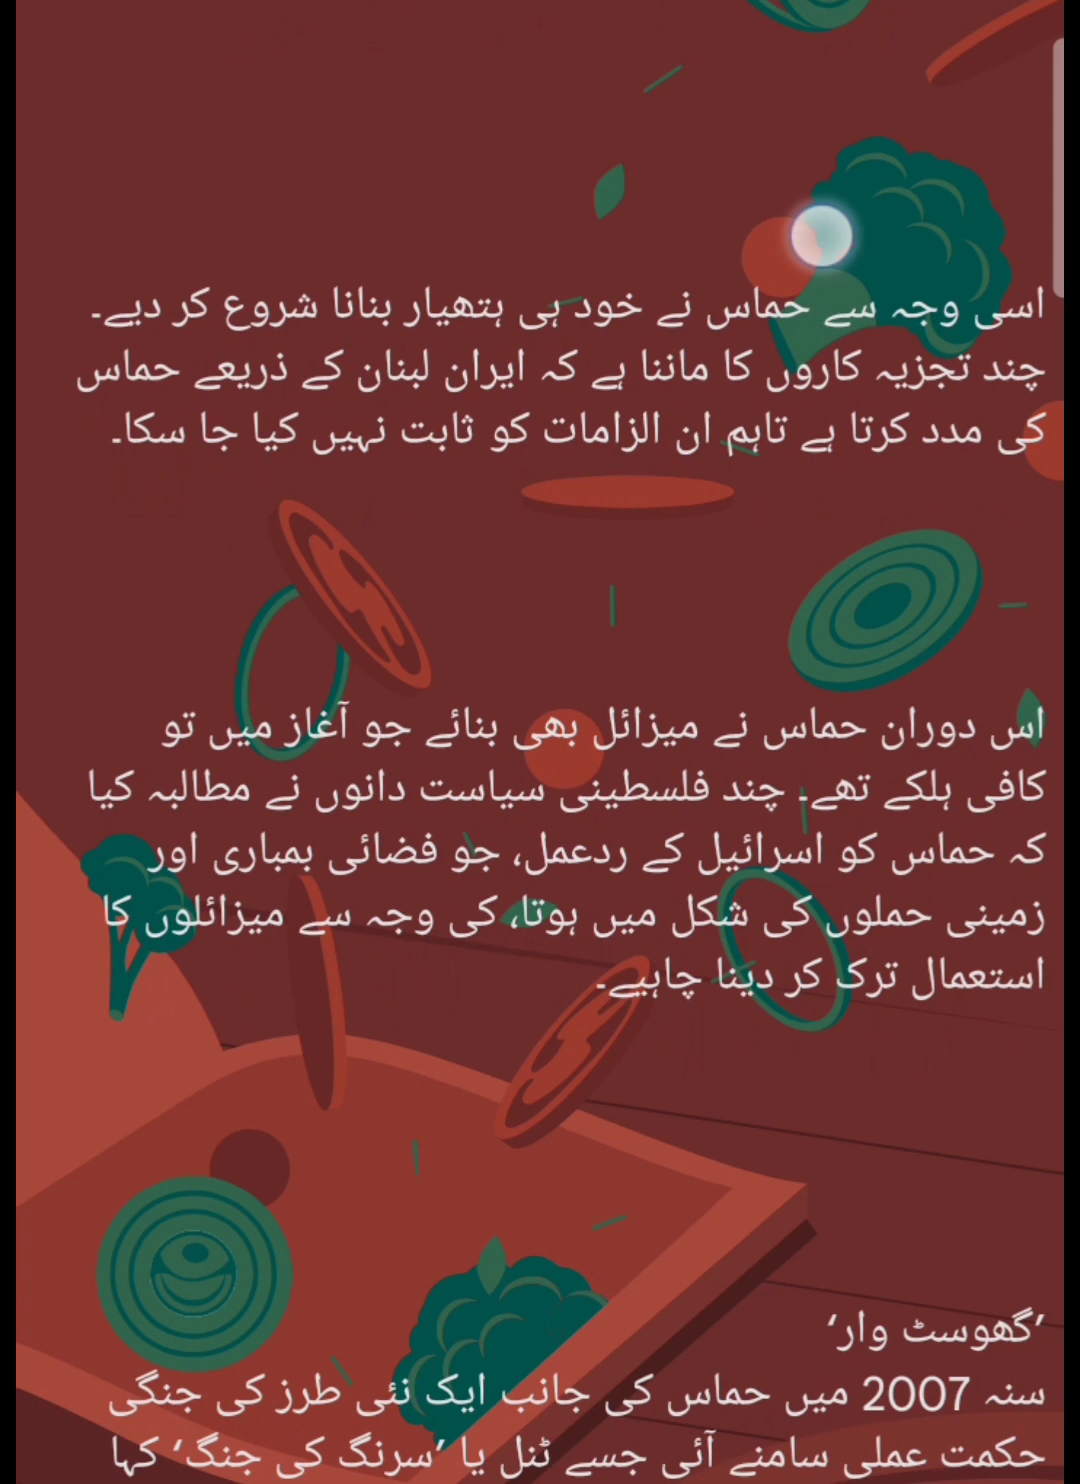 اسی وجہ سے حماس نے خود ہی ہتھیار بنانا شروع کر دیے۔
چند تجزیہ کاروں کا ماننا ہے کہ ایران لبنان کے ذریعے حماس
کی مدد کرتا ہے تاہم ان الزامات کو ثابت نہیں کیا جا سکا۔
اس دوران حماس نے میزائل بھی بنائے جو آغاز میں تو
کافی ہلکے تھے۔ چند فلسطینی سیاست دانوں نے مطالبہ کیا
کہ حماس کو اسرائیل کے ردعمل، جو فضائی بمباری اور
زمینی حملوں کی شکل میں ہوتا، کی وجہ سے میزائلوں کا
استعمال ترک کر دینا چاہیے۔
’گھوسٹ وار‘
سنہ 2007 میں حماس کی جانب ایک نئی طرز کی جنگی
حکمت عملی سامنے آئی جسے ٹنل یا ’سرنگ کی جنگ‘ کہا